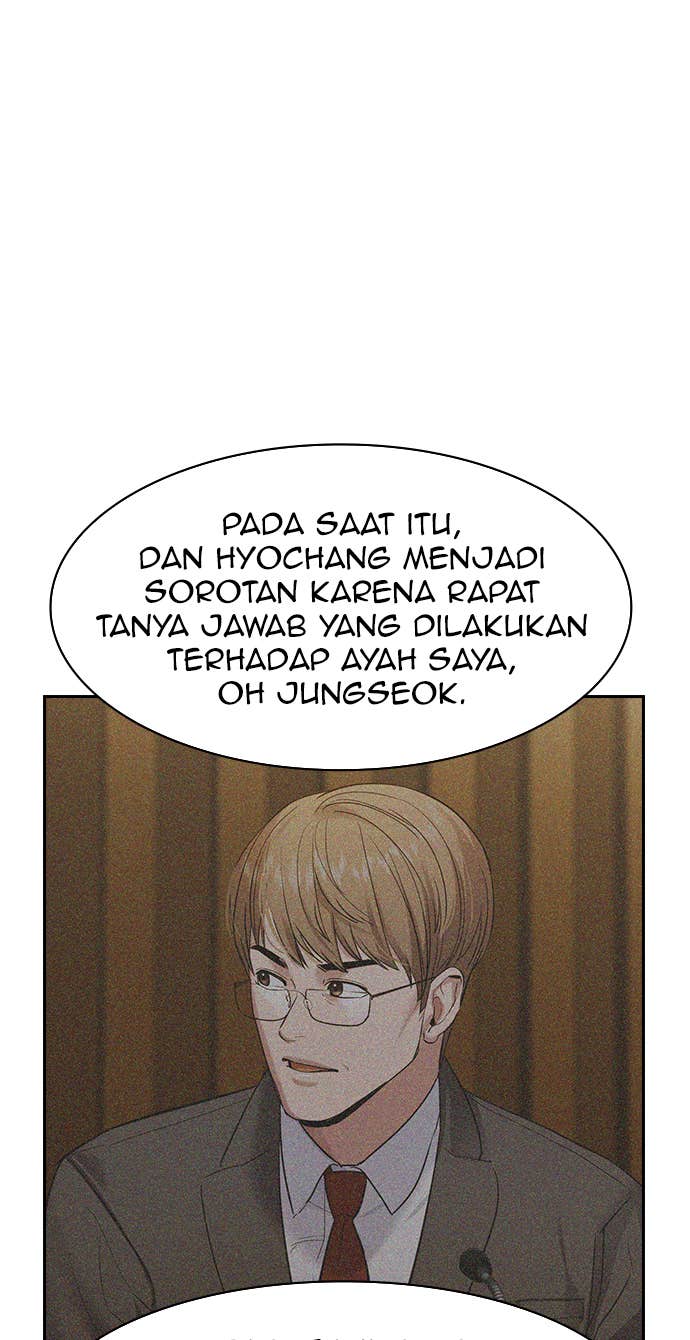 PADA SAAT ITU,
DAN HYOCHANG MENJADI
SOROTAN KARENA RAPAT
TANYA JAWAB YANG DILAKUKAN
TERHADAP AYAH SAYA,
OH JUNGSEOK.